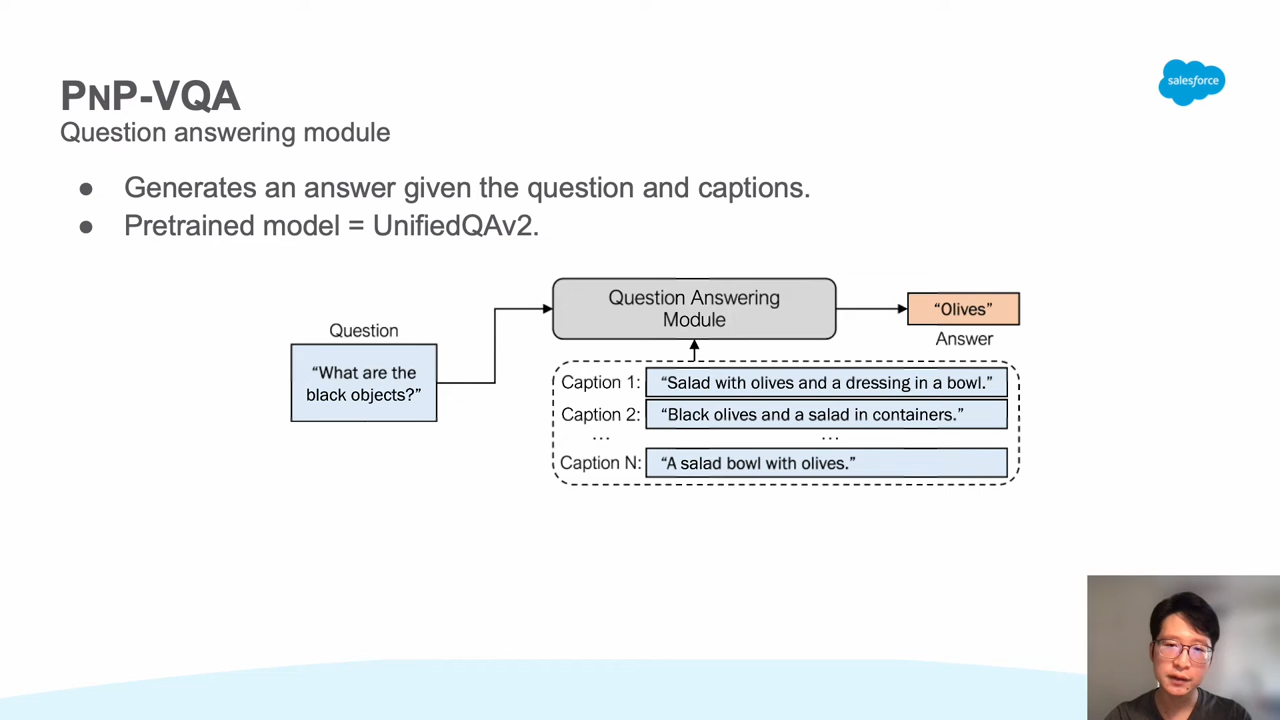 PNP-VQA
salesforce
Question answering module
● Generates an answer given the question and captions.
● Pretrained model = UnifiedQAv2.
Question
“What are the
black objects?”
Question Answering
Module
“Olives”
Answer
Caption 1: “Salad with olives and a dressing in a bowl.”
Caption 2: “Black olives and a salad in containers.”
... ...
Caption N: “A salad bowl with olives.”